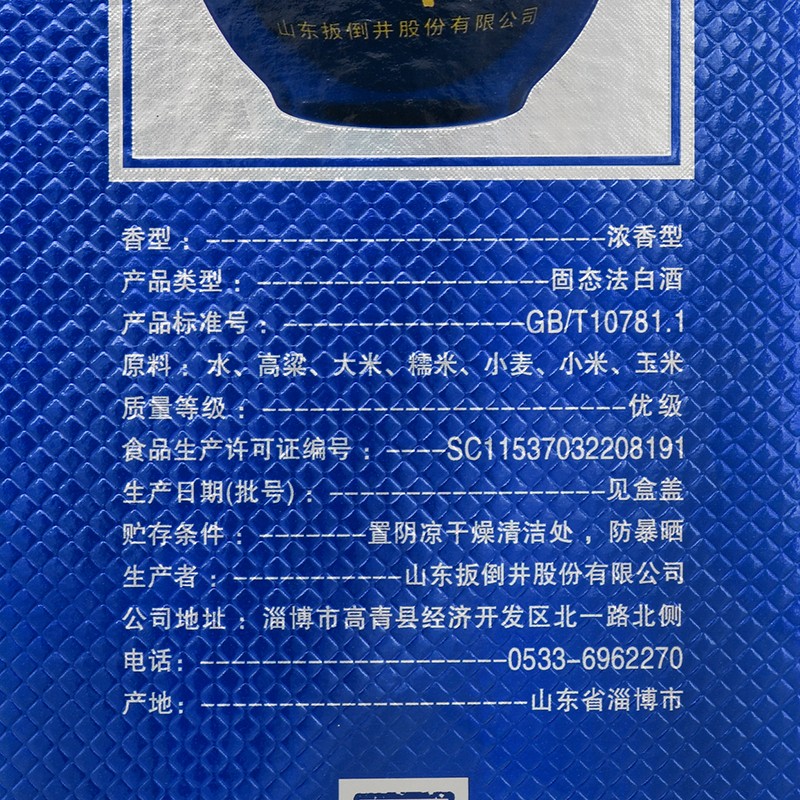 山东扳倒井股份有限公司
香型：--------------------------浓香型
产品类型：-------------------固态法白酒
产品标准号：----------------GB/T10781.1
原料：水、高粱、大米、糯米、小麦、小米、玉米
质量等级：------------------------优级
食品生产许可证编号：----SC11537032208191
生产日期(批号)：------------------见盒盖
贮存条件：-------置阴凉干燥清洁处，防暴晒
生产者：-----------山东扳倒井股份有限公司
公司地址：淄博市高青县经济开发区北一路北侧
电话：--------------------0533-6962270
产地：---------------------山东省淄博市